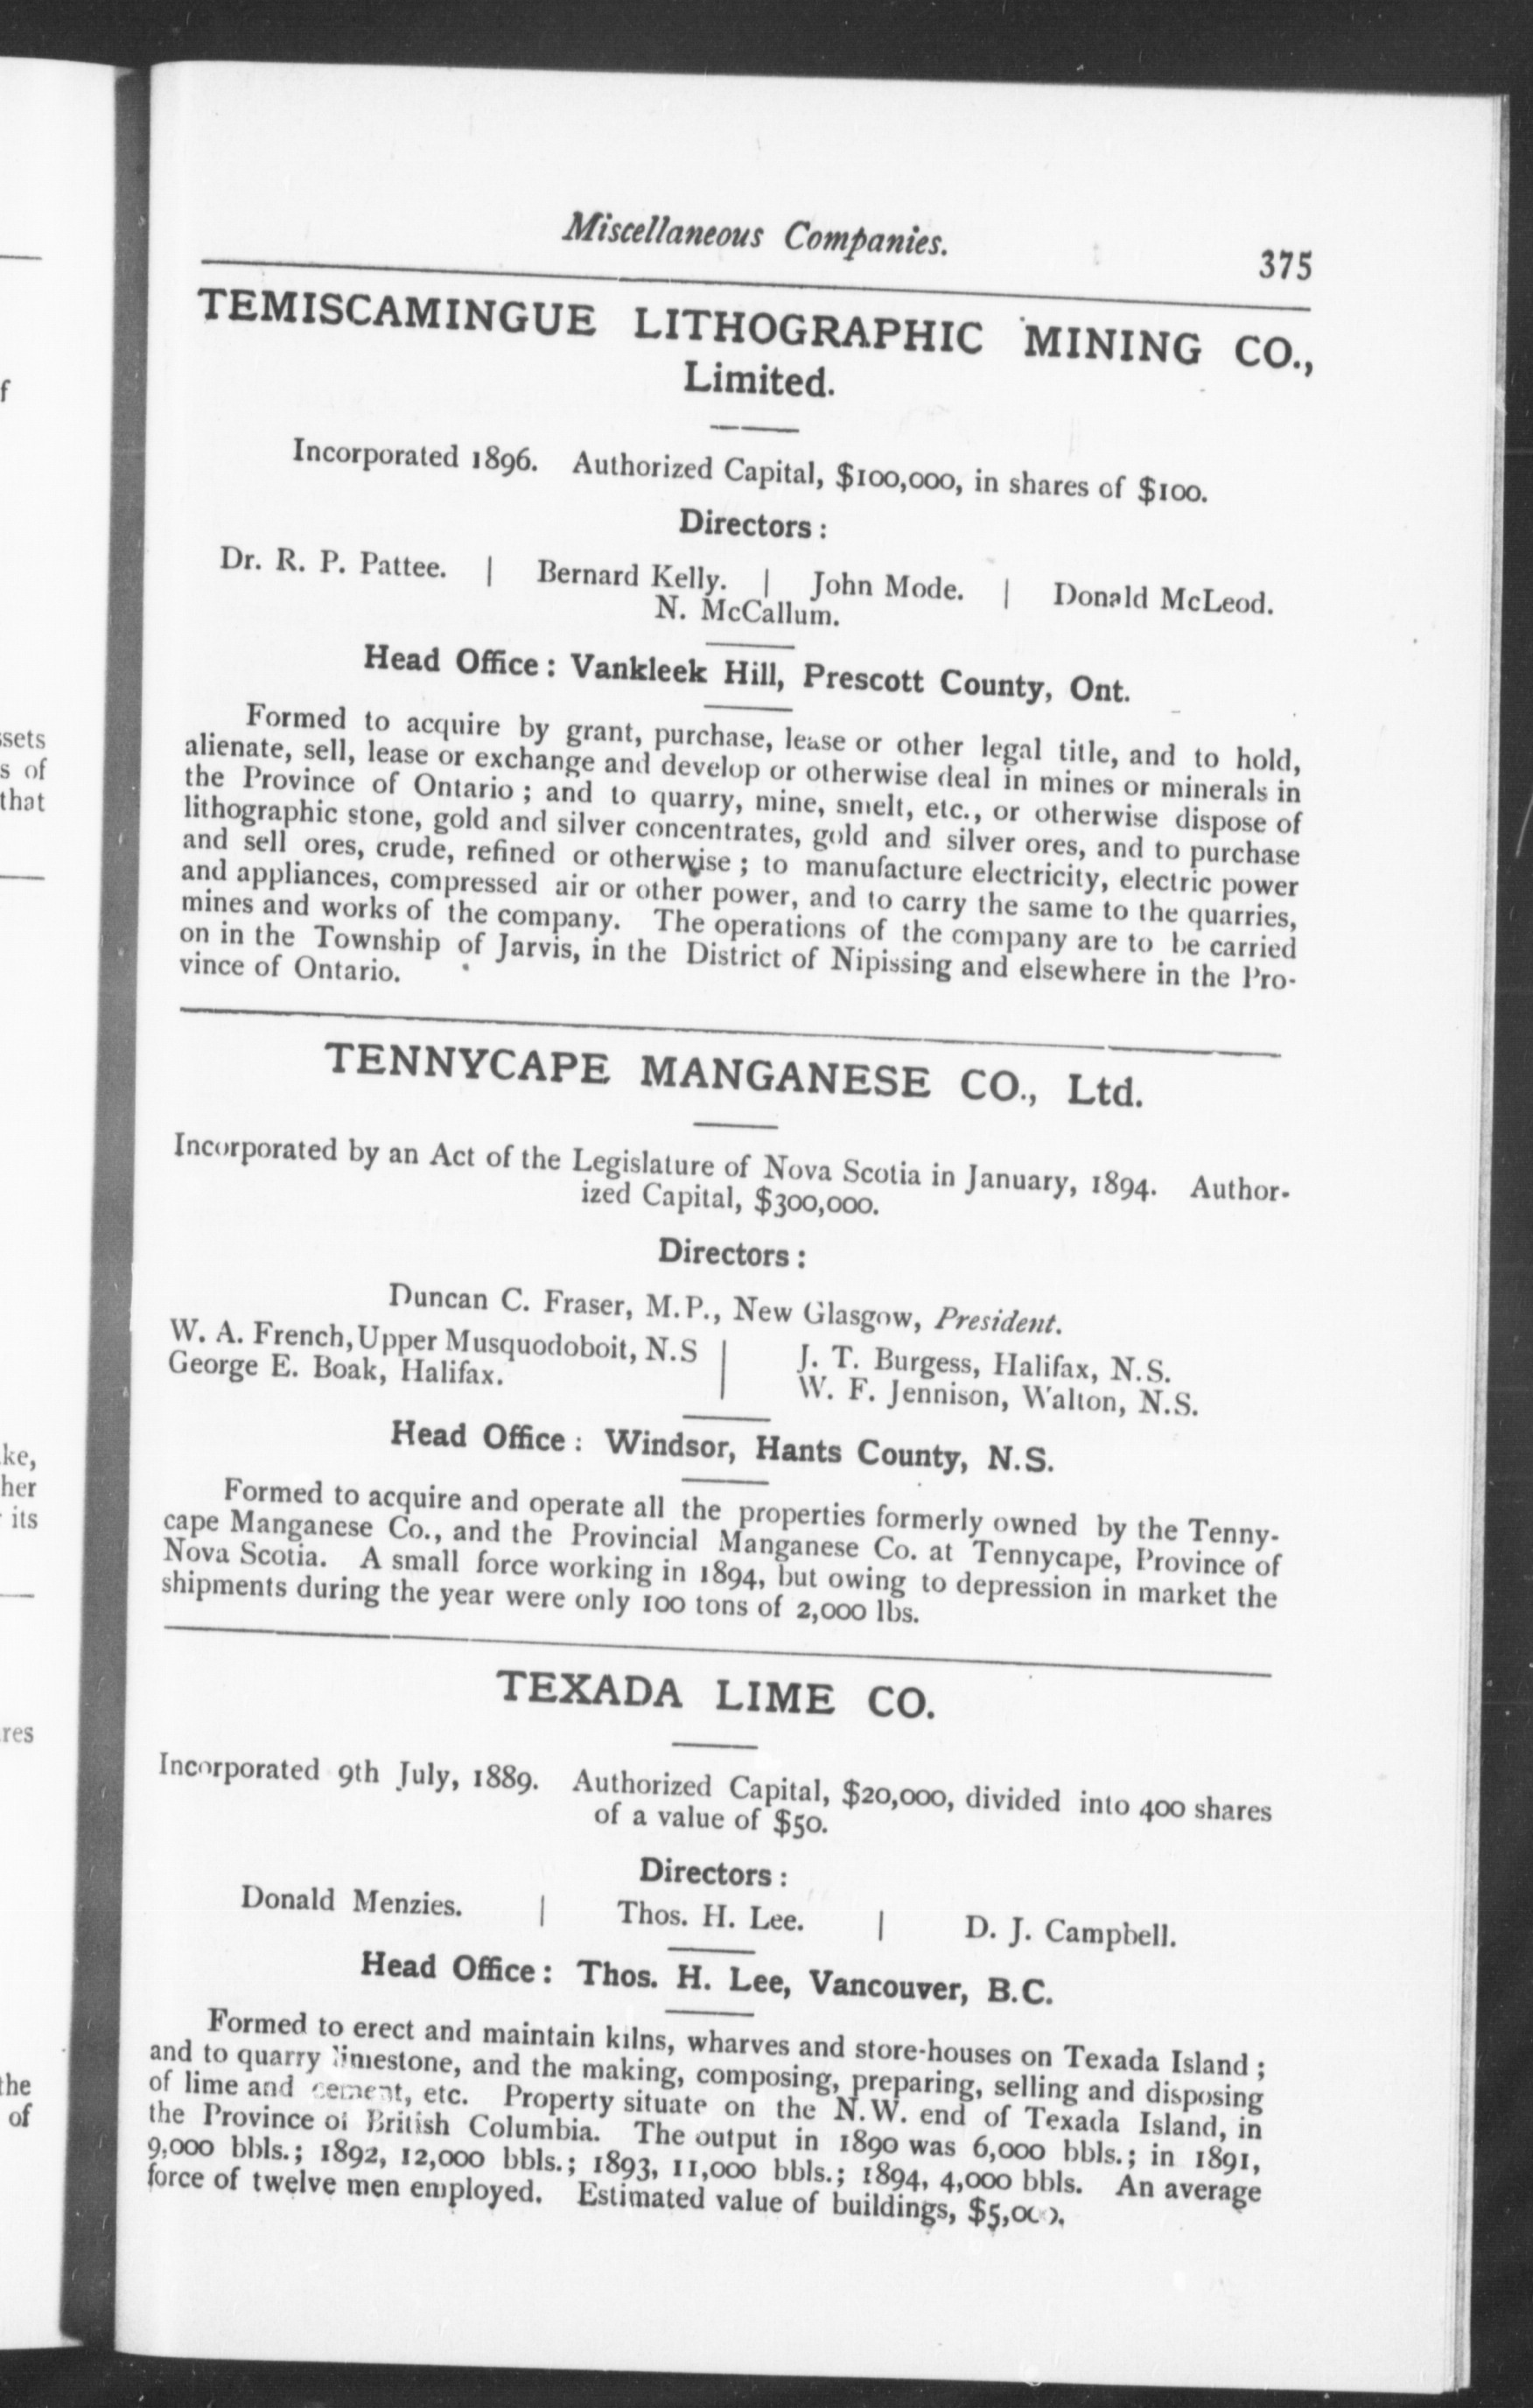 Miscellaneous Companies.
375
TEMISCAMINGUE LITHOGRAPHIC MINING CO.,
Limited.
Incorporated 1896. Authorized Capital, $100,000, in shares of $100.
Directors :
Dr. R. P. Pattee. | Bernard Kelly. | John Mode. | Donald McLeod.
N. McCallum.
Head Office : Vankleek Hill, Prescott County, Ont.
Formed to acquire by grant, purchase, lease or other legal title, and to hold,
alienate, sell, lease or exchange and develop or otherwise deal in mines or minerals in
the Province of Ontario ; and to quarry, mine, smelt, etc., or otherwise dispose of
lithographic stone, gold and silver concentrates, gold and silver ores, and to purchase
and sell ores, crude, refined or otherwise ; to manufacture electricity, electric power
and appliances, compressed air or other power, and to carry the same to the quarries,
mines and works of the company. The operations of the company are to be carried
on in the Township of Jarvis, in the District of Nipissing and elsewhere in the Pro-
vince of Ontario.
TENNYCAPE MANGANESE CO., Ltd.
Incorporated by an Act of the Legislature of Nova Scotia in January, 1894. Author-
ized Capital, $300,000.
Directors :
Duncan C. Fraser, M.P., New Glasgow, President.
W. A. French, Upper Musquodoboit, N.S | J. T. Burgess, Halifax, N.S.
George E. Boak, Halifax. | W. F. Jennison, Walton, N.S.
Head Office : Windsor, Hants County, N.S.
Formed to acquire and operate all the properties formerly owned by the Tenny-
cape Manganese Co., and the Provincial Manganese Co. at Tennycape, Province of
Nova Scotia. A small force working in 1894, but owing to depression in market the
shipments during the year were only 100 tons of 2,000 lbs.
TEXADA LIME CO.
Incorporated 9th July, 1889. Authorized Capital, $20,000, divided into 400 shares
of a value of $50.
Directors :
Donald Menzies. | Thos. H. Lee. | D. J. Campbell.
Head Office : Thos. H. Lee, Vancouver, B.C.
Formed to erect and maintain kilns, wharves and store-houses on Texada Island ;
and to quarry limestone, and the making, composing, preparing, selling and disposing
of lime and cement, etc. Property situate on the N.W. end of Texada Island, in
the Province of British Columbia. The output in 1890 was 6,000 bbls.; in 1891,
9,000 bbls.; 1892, 12,000 bbls.; 1893, 11,000 bbls.; 1894, 4,000 bbls. An average
force of twelve men employed. Estimated value of buildings, $5,000.